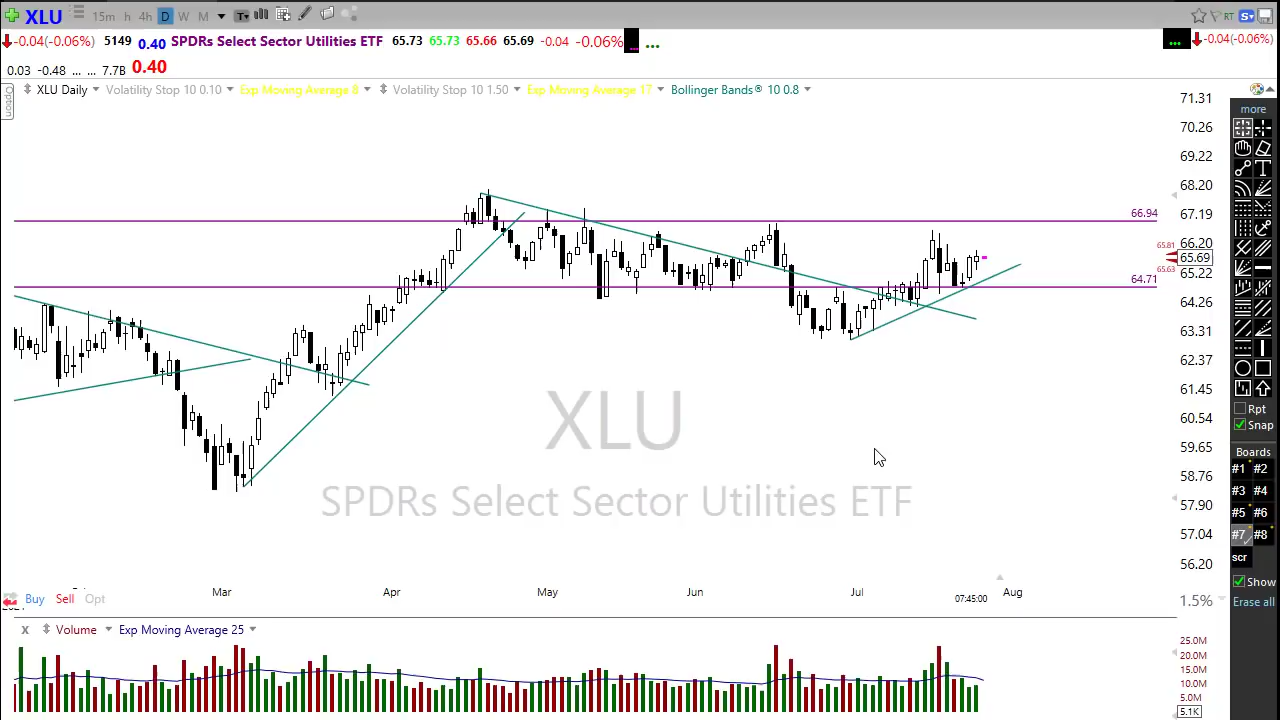 XLU 15m h 4h D W M T RT S
-0.04(-0.06%) 5149 0.40 SPDRs Select Sector Utilities ETF 65.73 65.73 65.66 65.69 -0.04 -0.06% ... ... ... -0.04(-0.06%)
0.03 -0.48 ... ... 7.7B 0.40
Option XLU Daily Volatility Stop 10 0.10 Exp Moving Average 8 Volatility Stop 10 1.50 Exp Moving Average 17 Bollinger Bands® 10 0.8
71.31
70.26
69.22
68.20
67.19
66.94
66.20
65.81
65.69
65.63
65.22
64.71
64.26
63.31
62.37
61.45
60.54
59.65
58.76
57.90
57.04
56.20
XLU
SPDRs Select Sector Utilities ETF
Mar Apr May Jun Jul 07:45:00 Aug
Buy Sell Opt 1.5%
X Volume Exp Moving Average 25
25.0M
20.0M
15.0M
10.0M
5.0M
5.1K
more
T
Rpt
Snap
Boards
#1 #2
#3 #4
#5 #6
#7 #8
scr
Show
Erase all